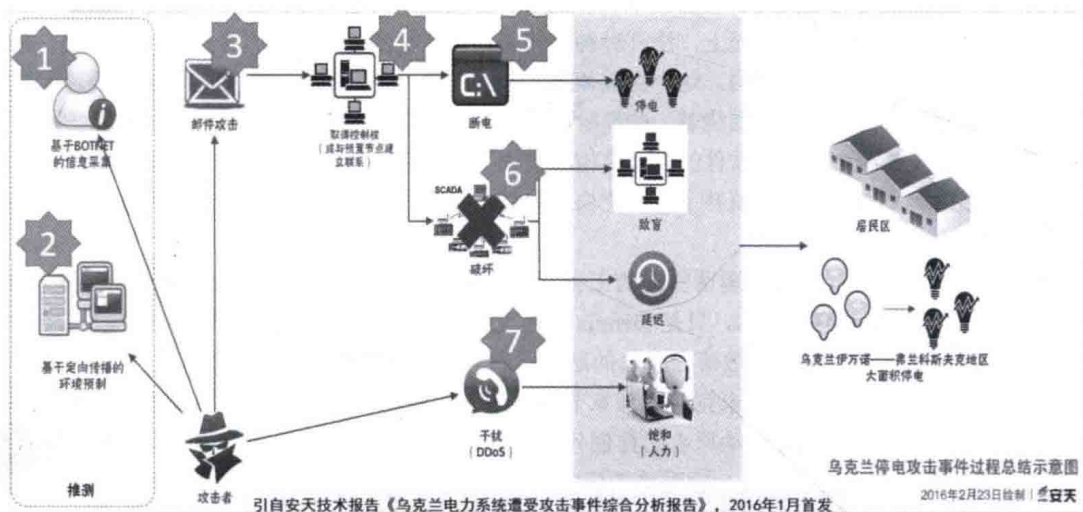 1
基于BOTNET
的信息采集
2
基于定向传播的
环境预制
推测
攻击者
3
邮件攻击
4
取得控制权
（或与预置节点建
立联系）
5
C:\
断电
SCADA
6
破坏
7
干扰
（DDoS）
停电
致盲
延迟
饱和
（人力）
居民区
乌克兰伊万诺——弗兰科斯夫克地区
大面积停电
乌克兰停电攻击事件过程总结示意图
2016年2月23日绘制 | 安天
引自安天技术报告《乌克兰电力系统遭受攻击事件综合分析报告》，2016年1月首发